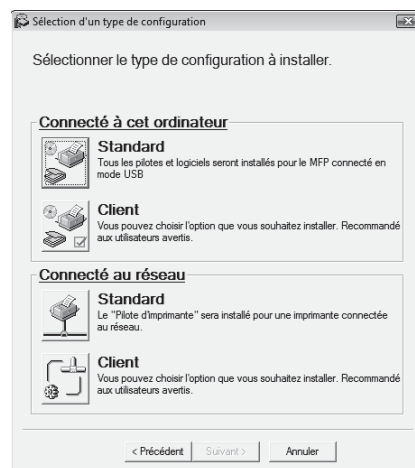 Sélection d'un type de configuration
Sélectionner le type de configuration à installer.
Connecté à cet ordinateur
Standard
Tous les pilotes et logiciels seront installés pour le MFP connecté en
mode USB
Client
Vous pouvez choisir l'option que vous souhaitez installer. Recommandé
aux utilisateurs avertis.
Connecté au réseau
Standard
Le "Pilote d'imprimante" sera installé pour une imprimante connectée
au réseau.
Client
Vous pouvez choisir l'option que vous souhaitez installer. Recommandé
aux utilisateurs avertis.
< Précédent Suivant > Annuler